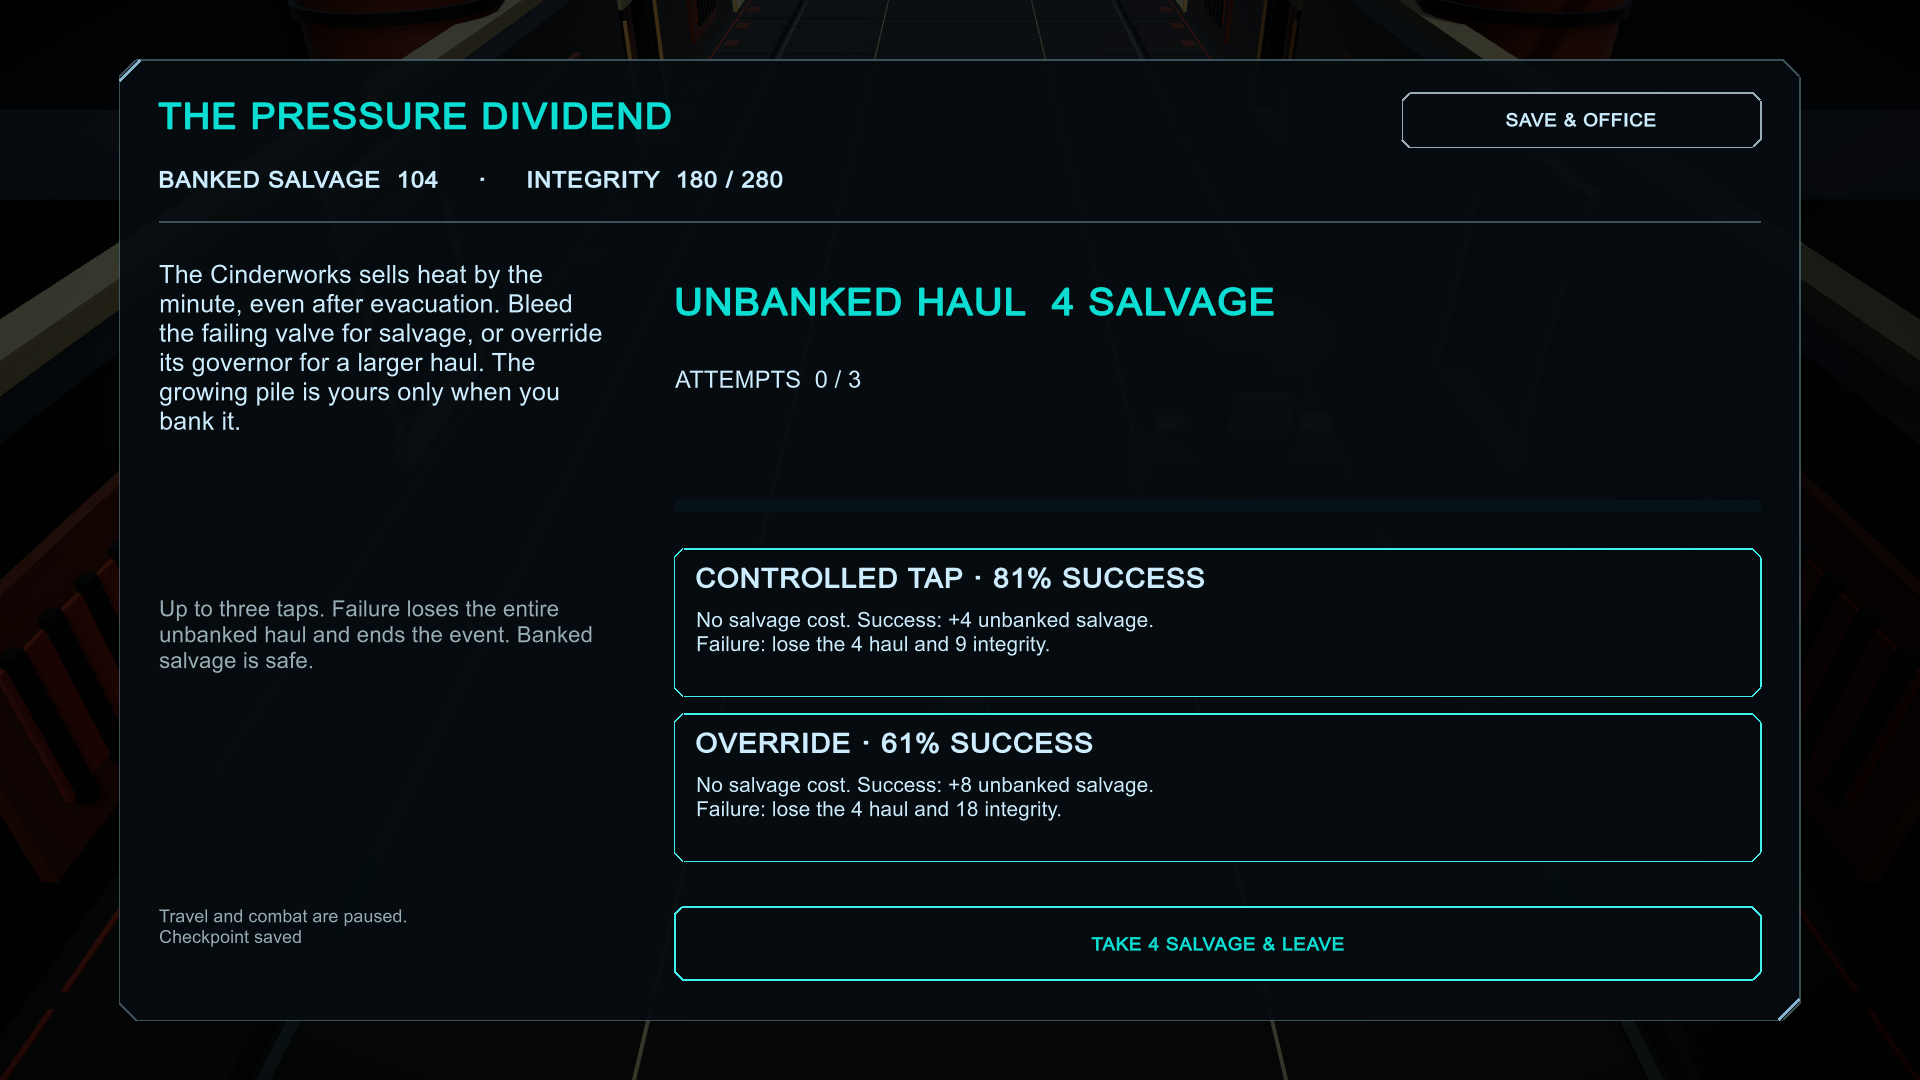 THE PRESSURE DIVIDEND
SAVE & OFFICE
BANKED SALVAGE 104 · INTEGRITY 180 / 280
The Cinderworks sells heat by the
minute, even after evacuation. Bleed
the failing valve for salvage, or override
its governor for a larger haul. The
growing pile is yours only when you
bank it.
Up to three taps. Failure loses the entire
unbanked haul and ends the event. Banked
salvage is safe.
Travel and combat are paused.
Checkpoint saved
UNBANKED HAUL 4 SALVAGE
ATTEMPTS 0 / 3
CONTROLLED TAP · 81% SUCCESS
No salvage cost. Success: +4 unbanked salvage.
Failure: lose the 4 haul and 9 integrity.
OVERRIDE · 61% SUCCESS
No salvage cost. Success: +8 unbanked salvage.
Failure: lose the 4 haul and 18 integrity.
TAKE 4 SALVAGE & LEAVE